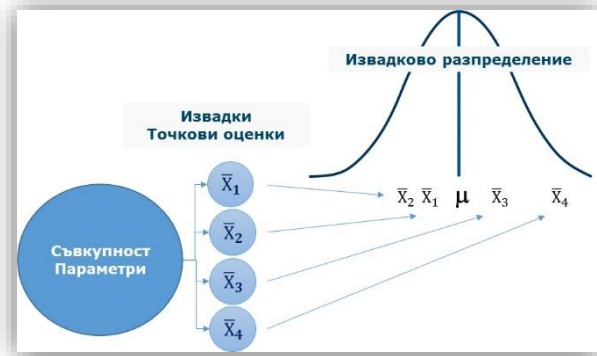 Извадково разпределение
Извадки
Точкови оценки
Съвкупност
Параметри
X̅₁
X̅₂
X̅₃
X̅₄
X̅₂ X̅₁ μ X̅₃ X̅₄